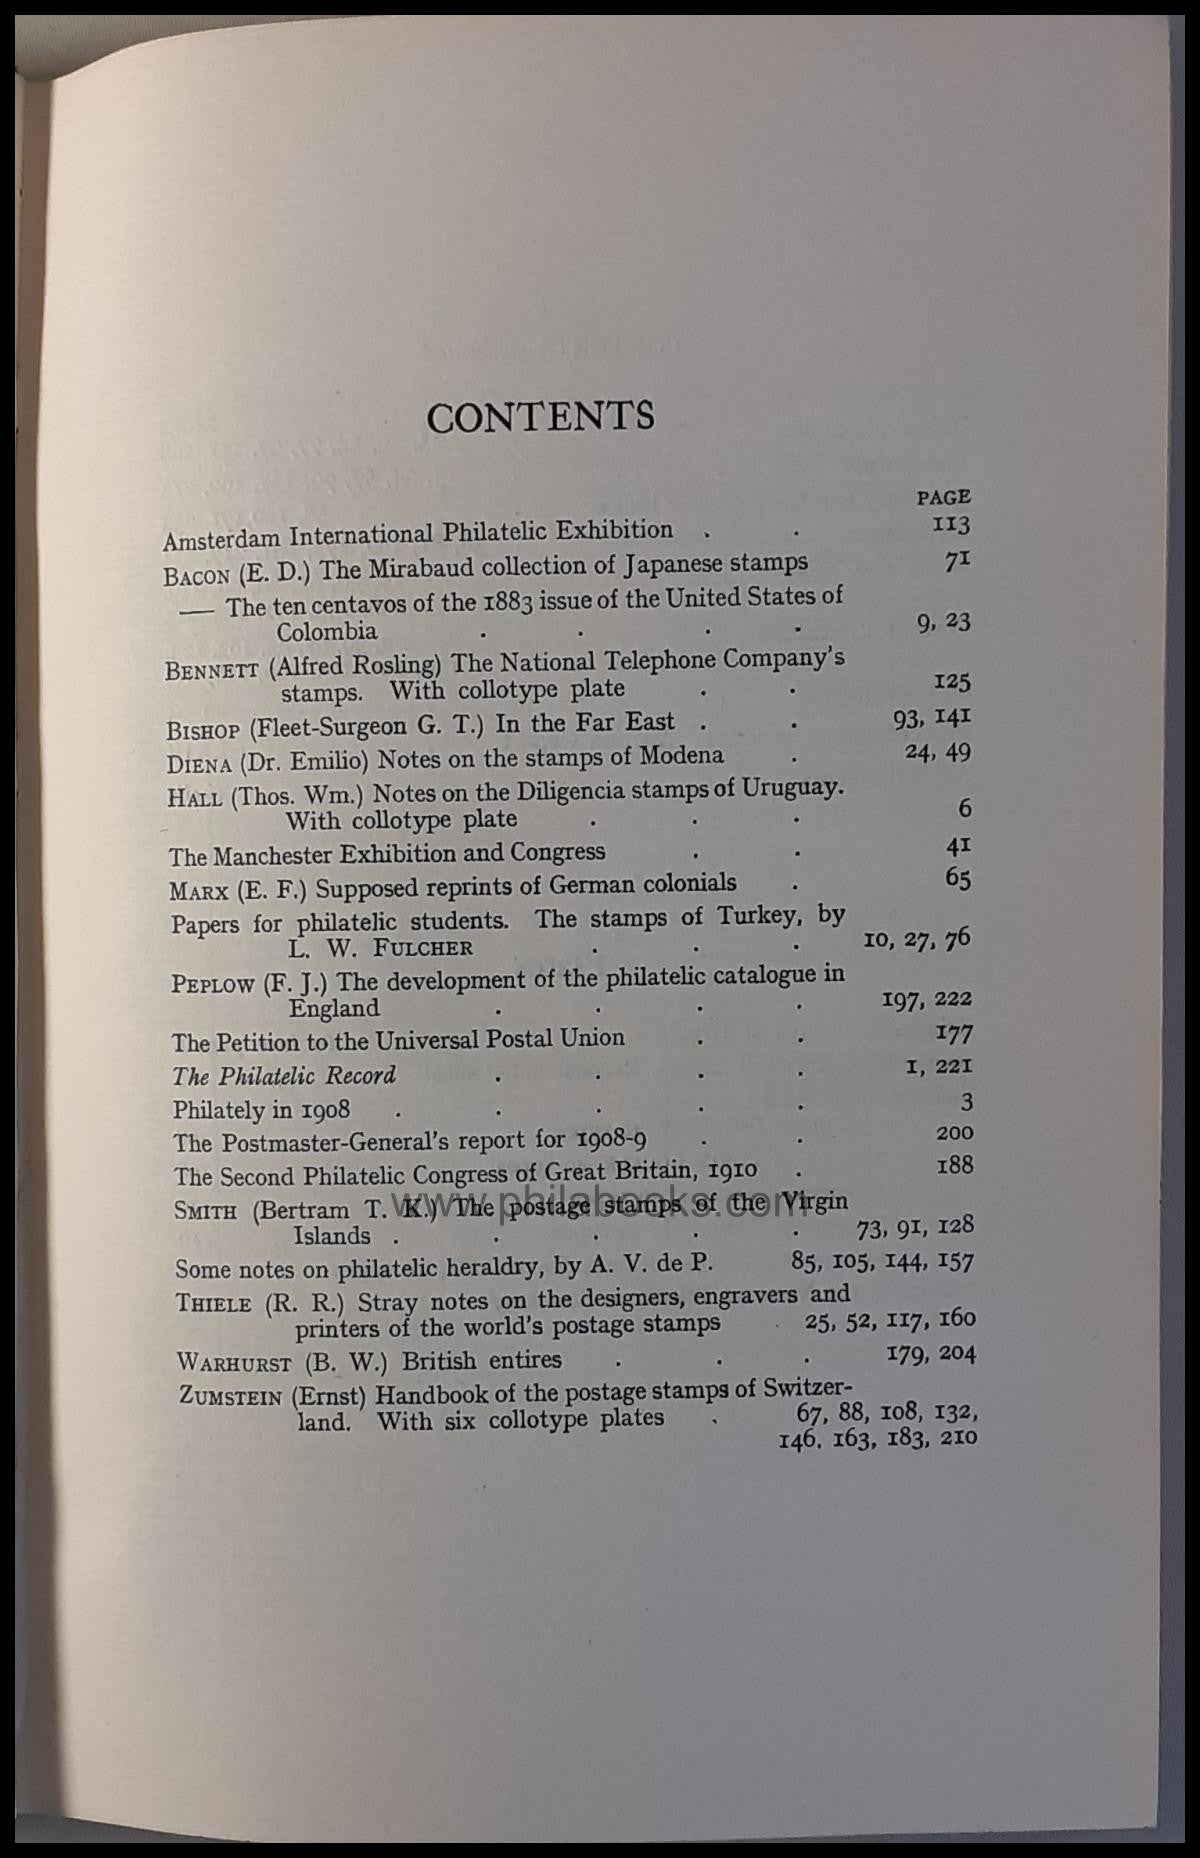 CONTENTS
PAGE
Amsterdam International Philatelic Exhibition . . 113
BACON (E. D.) The Mirabaud collection of Japanese stamps 71
— The ten centavos of the 1883 issue of the United States of
Colombia . . . . 9, 23
BENNETT (Alfred Rosling) The National Telephone Company's
stamps. With collotype plate . . 125
BISHOP (Fleet-Surgeon G. T.) In the Far East . . 93, 141
DIENA (Dr. Emilio) Notes on the stamps of Modena . 24, 49
HALL (Thos. Wm.) Notes on the Diligencia stamps of Uruguay.
With collotype plate . . . 6
The Manchester Exhibition and Congress . . 41
MARX (E. F.) Supposed reprints of German colonials . 65
Papers for philatelic students. The stamps of Turkey, by
L. W. FULCHER . . . 10, 27, 76
PEPLOW (F. J.) The development of the philatelic catalogue in
England . . . . 197, 222
The Petition to the Universal Postal Union . . 177
The Philatelic Record . . . . 1, 221
Philately in 1908 . . . . . 3
The Postmaster-General's report for 1908-9 . . 200
The Second Philatelic Congress of Great Britain, 1910 . 188
SMITH (Bertram T. K.) The postage stamps of the Virgin
Islands . . . . . 73, 91, 128
www.philabooks.com
Some notes on philatelic heraldry, by A. V. de P. 85, 105, 144, 157
THIELE (R. R.) Stray notes on the designers, engravers and
printers of the world's postage stamps . 25, 52, 117, 160
WARHURST (B. W.) British entires . . . 179, 204
ZUMSTEIN (Ernst) Handbook of the postage stamps of Switzer-
land. With six collotype plates . 67, 88, 108, 132,
146, 163, 183, 210